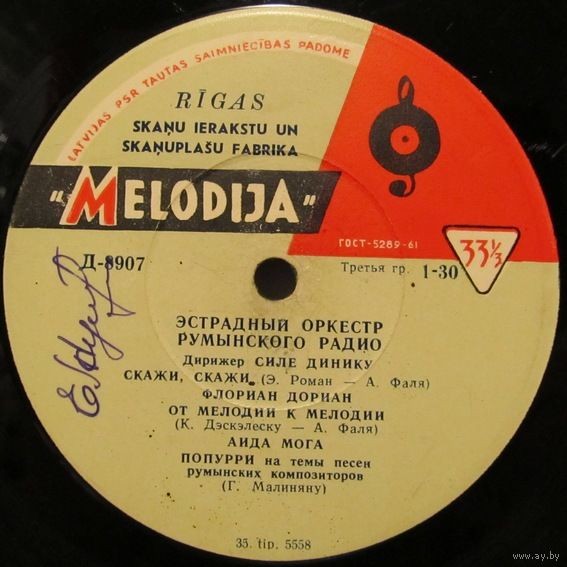 LATVIJAS PSR TAUTAS SAIMNIECĪBAS PADOME
RĪGAS
SKAŅU IERAKSTU UN
SKAŅUPLAŠU FABRIKA
"MELODIJA"
ГОСТ-5289-61
33⅓
Д-8907
Третья гр. 1-30
ЭСТРАДНЫЙ ОРКЕСТР
РУМЫНСКОГО РАДИО
Дирижер СИЛЕ ДИНИКУ
СКАЖИ, СКАЖИ (Э. Роман — А. Фаля)
ФЛОРИАН ДОРИАН
ОТ МЕЛОДИИ К МЕЛОДИИ
(К. Дэскэлеску — А. Фаля)
АИДА МОГА
ПОПУРРИ на темы песен
румынских композиторов
(Г. Малиняну)
35. tip. 5558
www.ay.by